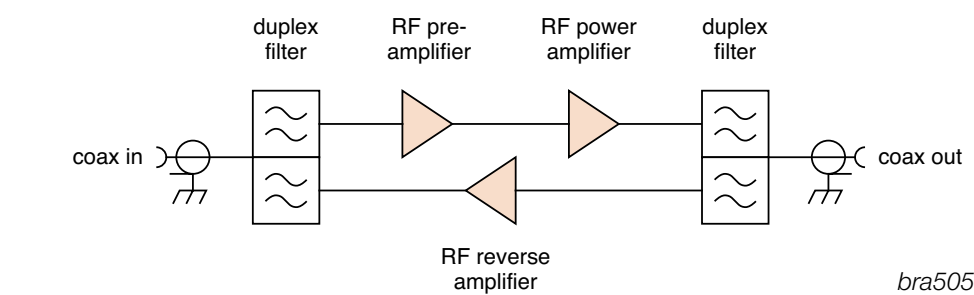 duplex
filter
RF pre-
amplifier
RF power
amplifier
duplex
filter
coax in
coax out
RF reverse
amplifier
bra505